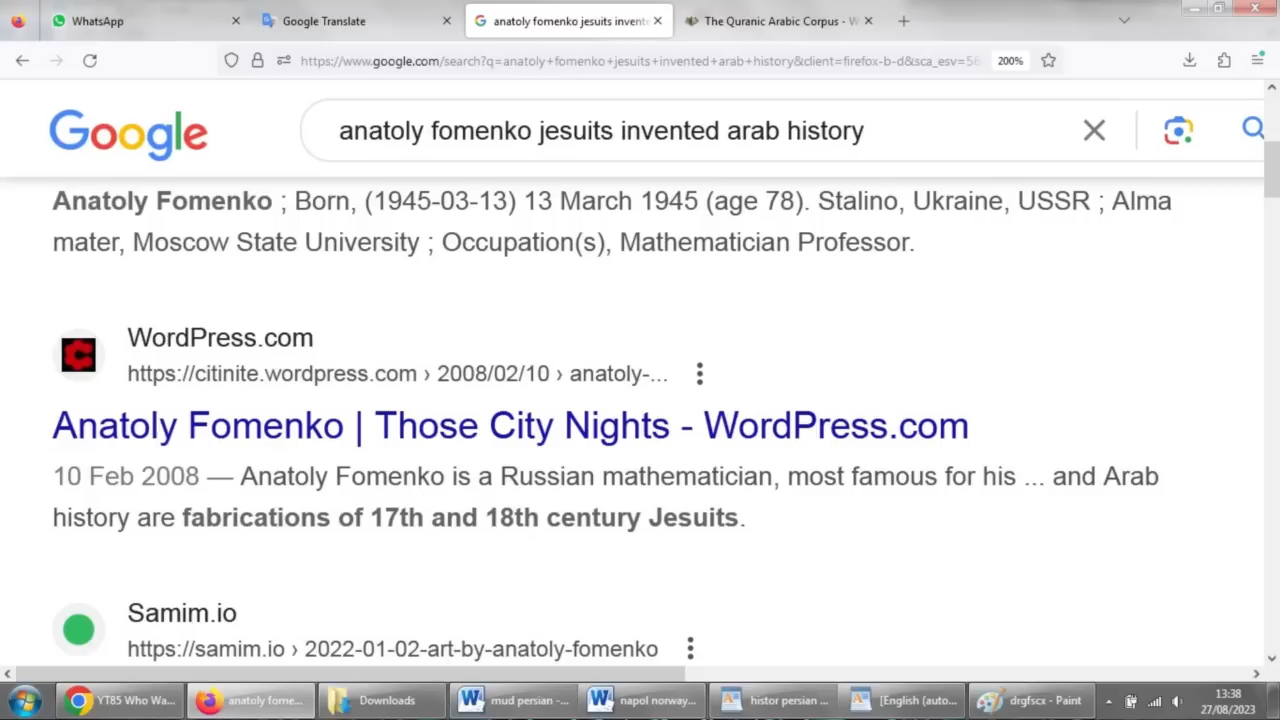 WhatsApp
Google Translate
anatoly fomenko jesuits invente
The Quranic Arabic Corpus - W
https://www.google.com/search?q=anatoly+fomenko+jesuits+invented+arab+history&client=firefox-b-d&sca_esv=56
200%
Google
anatoly fomenko jesuits invented arab history
Anatoly Fomenko ; Born, (1945-03-13) 13 March 1945 (age 78). Stalino, Ukraine, USSR ; Alma
mater, Moscow State University ; Occupation(s), Mathematician Professor.
WordPress.com
https://citinite.wordpress.com › 2008/02/10 › anatoly-...
Anatoly Fomenko | Those City Nights - WordPress.com
10 Feb 2008 — Anatoly Fomenko is a Russian mathematician, most famous for his ... and Arab
history are fabrications of 17th and 18th century Jesuits.
Samim.io
https://samim.io › 2022-01-02-art-by-anatoly-fomenko
YT85 Who Wa...
anatoly fome...
Downloads
mud persian -...
napol norway...
histor persian ...
[English (auto...
drgfscx - Paint
13:38
27/08/2023